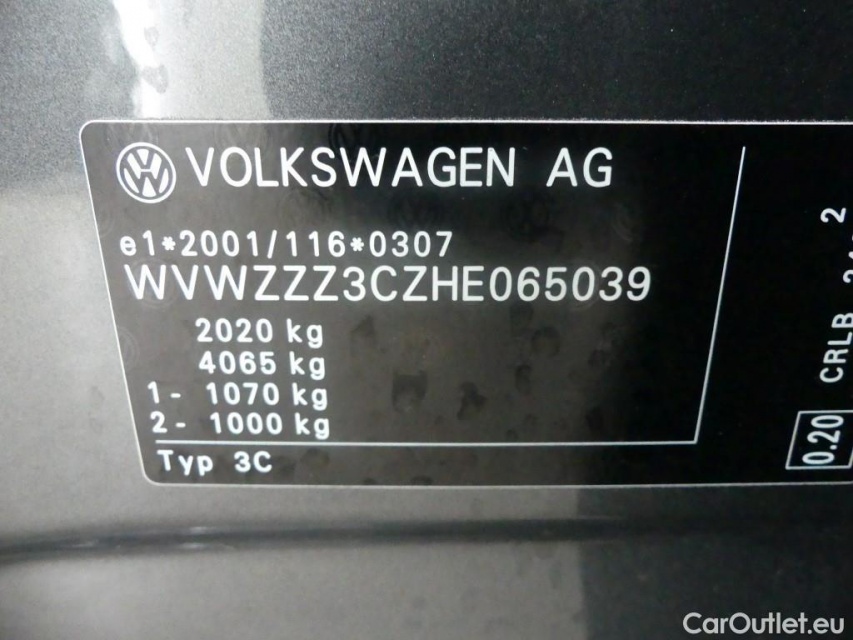 VOLKSWAGEN AG
e1*2001/116*0307
WVWZZZ3CZHE065039
2020 kg
4065 kg
1- 1070 kg
2- 1000 kg
Typ 3C
2
CRLB
0.20
CarOutlet.eu